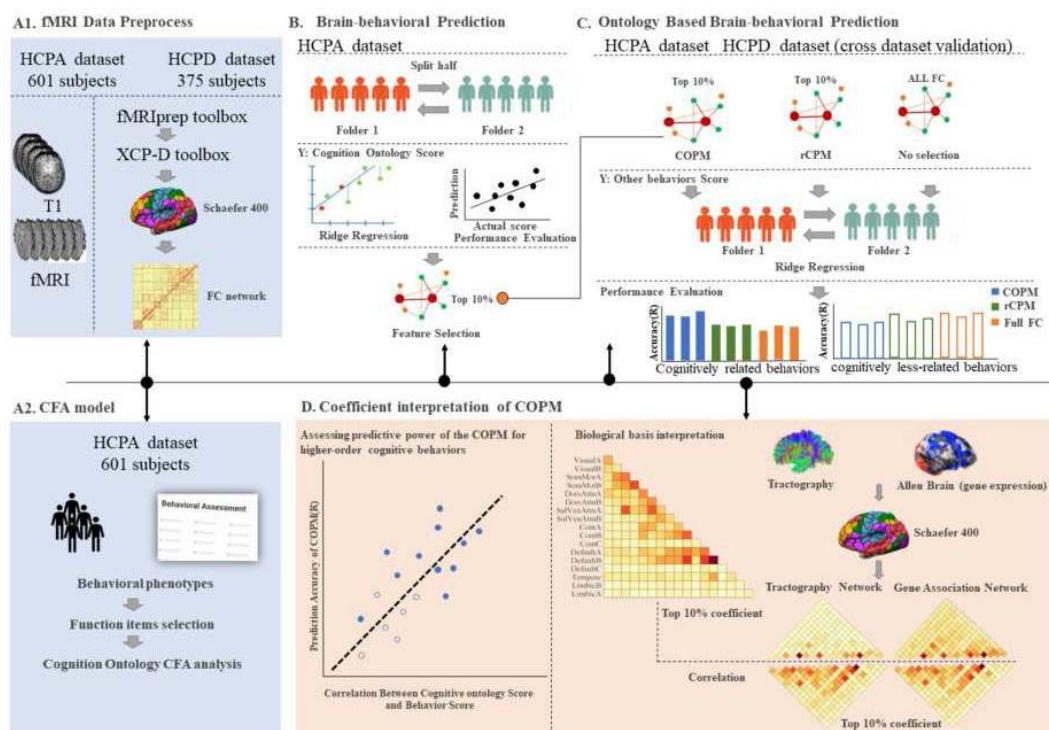 A1. fMRI Data Preprocess
HCPA dataset
601 subjects
HCPD dataset
375 subjects
fMRIprep toolbox
XCP-D toolbox
T1
Schaefer 400
fMRI
FC network
B. Brain-behavioral Prediction
HCPA dataset
Split half
Folder 1
Folder 2
Y: Cognition Ontology Score
Ridge Regression
Prediction
Actual score
Performance Evaluation
Top 10%
Feature Selection
C. Ontology Based Brain-behavioral Prediction
HCPA dataset HCPD dataset (cross dataset validation)
Top 10%
Top 10%
ALL FC
COPM
rCPM
No selection
Y: Other behaviors Score
Folder 1
Folder 2
Ridge Regression
Performance Evaluation
COPM
rCPM
Full FC
Accuracy(R)
Cognitively related behaviors
Accuracy(R)
cognitively less-related behaviors
A2. CFA model
HCPA dataset
601 subjects
Behavioral Assessment
Behavioral phenotypes
Function items selection
Cognition Ontology CFA analysis
D. Coefficient interpretation of COPM
Assessing predictive power of the COPM for
higher-order cognitive behaviors
Prediction Accuracy of COPM(R)
Correlation Between Cognitive ontology Score
and Behavior Score
Biological basis interpretation
VisualA
VisualB
SomMotA
SomMotB
DorsAttnA
DorsAttnB
SalVenAttnA
SalVenAttnB
ContA
ContB
ContC
DefaultA
DefaultB
DefaultC
Tempote
LimbicB
LimbicA
Top 10% coefficient
Tractography
Allen Brain (gene expression)
Schaefer 400
Tractography Network
Gene Association Network
Correlation
Top 10% coefficient